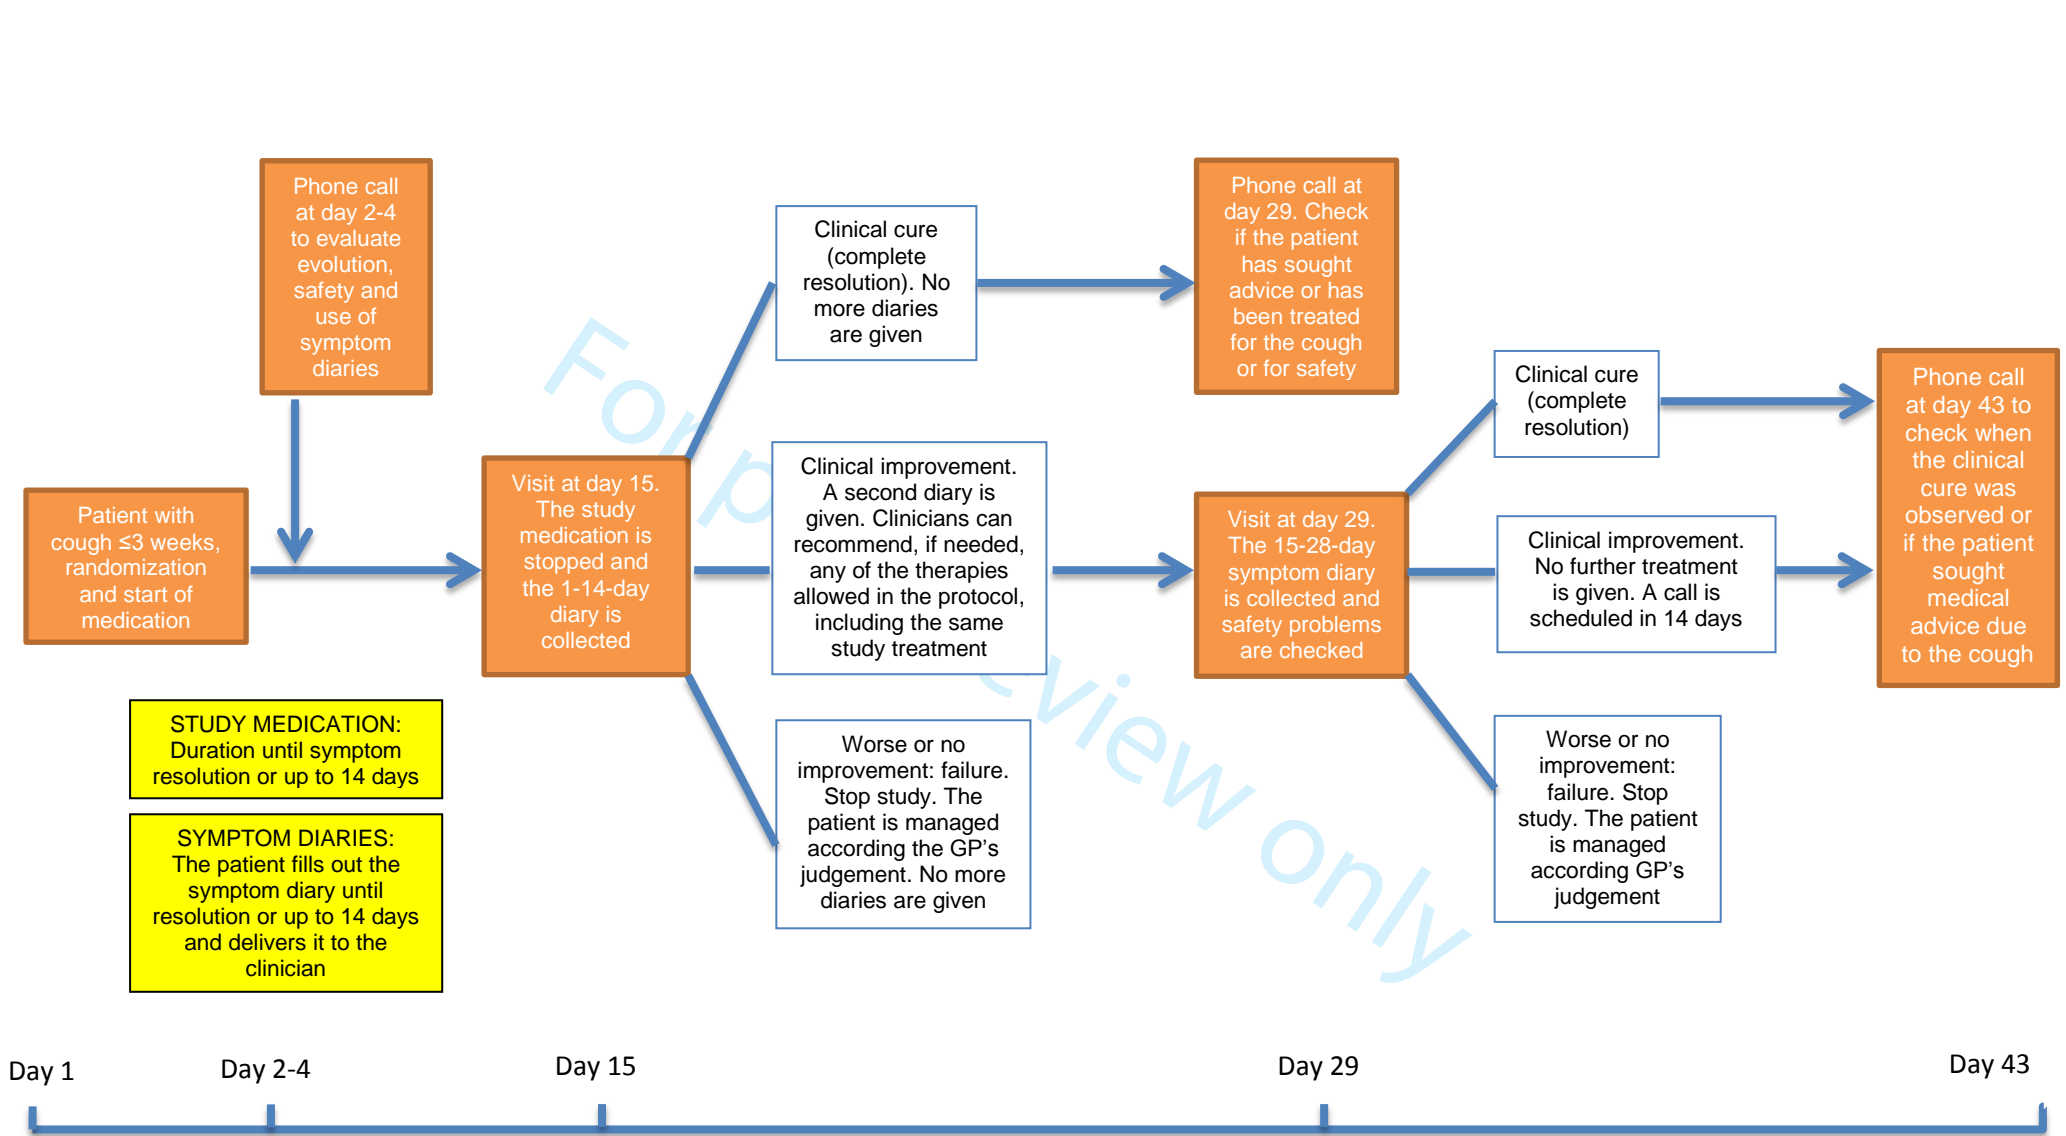 Phone call
at day 2-4
to evaluate
evolution,
safety and
use of
symptom
diaries
Patient with
cough ≤3 weeks,
randomization
and start of
medication
STUDY MEDICATION:
Duration until symptom
resolution or up to 14 days
SYMPTOM DIARIES:
The patient fills out the
symptom diary until
resolution or up to 14 days
and delivers it to the
clinician
Visit at day 15.
The study
medication is
stopped and
the 1-14-day
diary is
collected
Clinical cure
(complete
resolution). No
more diaries
are given
Clinical improvement.
A second diary is
given. Clinicians can
recommend, if needed,
any of the therapies
allowed in the protocol,
including the same
study treatment
Worse or no
improvement: failure.
Stop study. The
patient is managed
according the GP’s
judgement. No more
diaries are given
Phone call at
day 29. Check
if the patient
has sought
advice or has
been treated
for the cough
or for safety
Visit at day 29.
The 15-28-day
symptom diary
is collected and
safety problems
are checked
Clinical cure
(complete
resolution)
Clinical improvement.
No further treatment
is given. A call is
scheduled in 14 days
Worse or no
improvement:
failure. Stop
study. The patient
is managed
according GP’s
judgement
Phone call
at day 43 to
check when
the clinical
cure was
observed or
if the patient
sought
medical
advice due
to the cough
Day 1
Day 2-4
Day 15
Day 29
Day 43